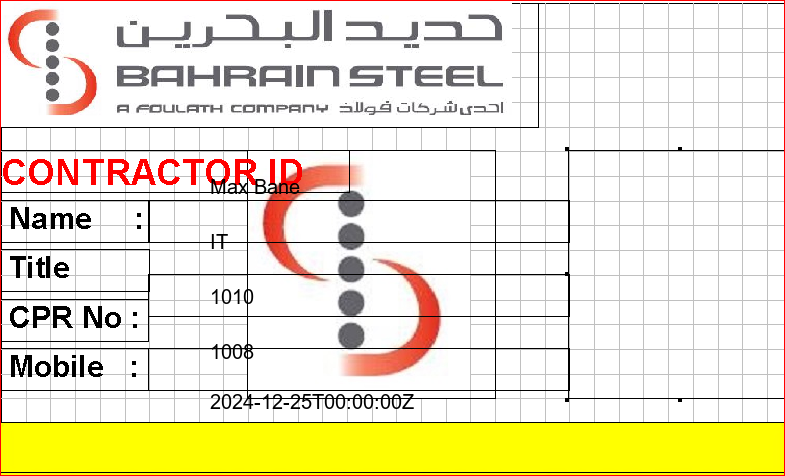 حديد البحرين
BAHRAIN STEEL
A FOULATH COMPANY احدى شركات فولاذ
CONTRACTOR ID
Max Bane
Name :
IT
Title
1010
CPR No :
1008
Mobile :
2024-12-25T00:00:00Z